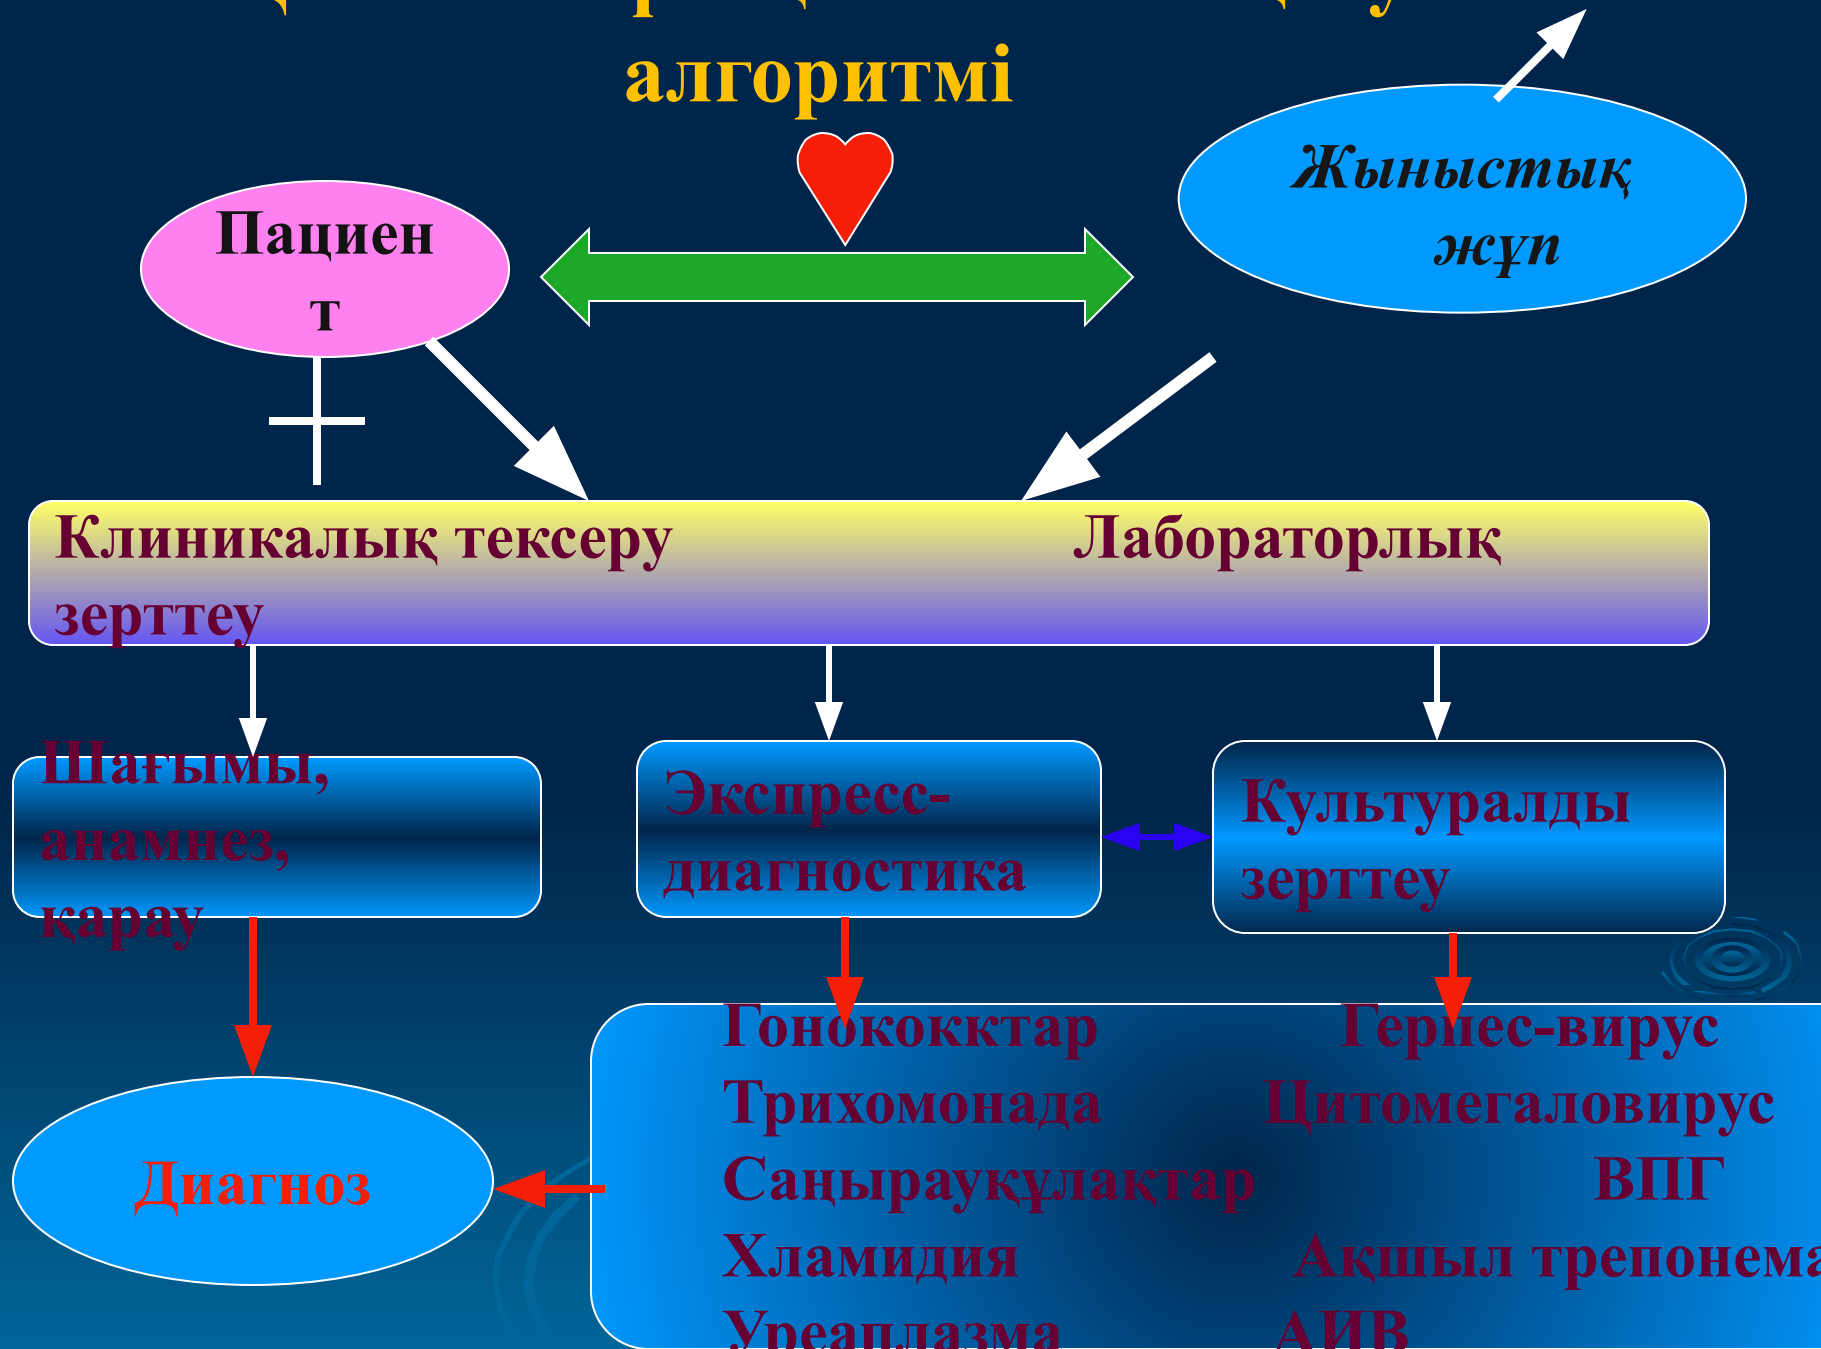 алгоритмі
Жыныстық
жұп
Пациен
т
Клиникалық тексеру Лабораторлық
зерттеу
Шағымы,
анамнез,
қарау
Экспресс-
диагностика
Культуралды
зерттеу
Гонококктар Герпес-вирус
Трихомонада Цитомегаловирус
Саңырауқұлақтар ВПГ
Хламидия Ақшыл трепонема
Уреаплазма АИВ
Диагноз